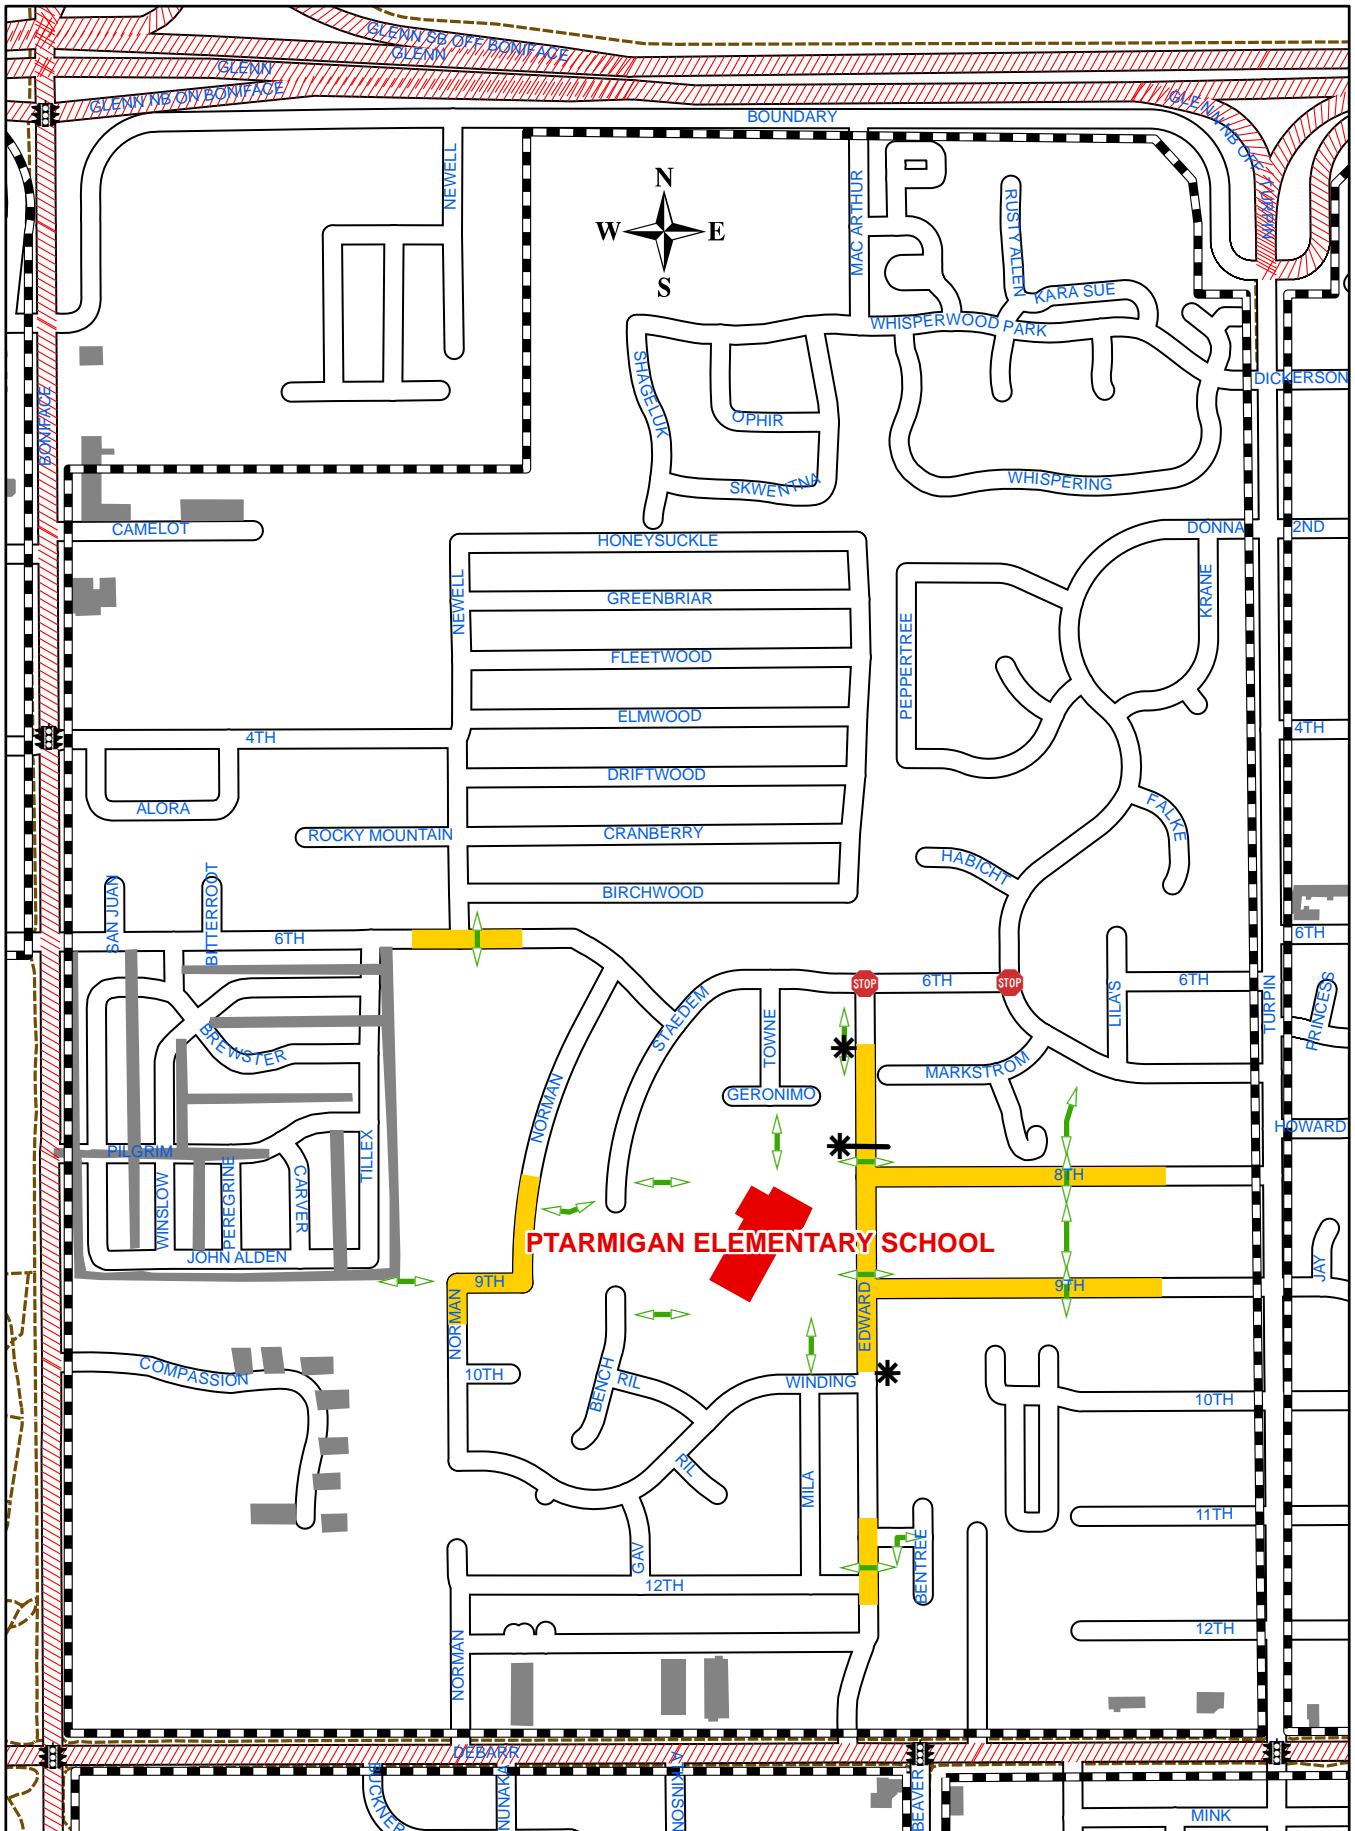 GLENN SB OFF BONIFACE
GLENN
GLENN
GLENN NB ON BONIFACE
GLENN NB OFF TURPIN
BOUNDARY
NEWELL
MAC ARTHUR
RUSTY ALLEN
N
W
E
S
KARA SUE
WHISPERWOOD PARK
SHAGELUK
DICKERSON
BONIFACE
OPHIR
SKWENTNA
WHISPERING
CAMELOT
DONNA
2ND
HONEYSUCKLE
NEWELL
GREENBRIAR
KRANE
FLEETWOOD
PEPPERTREE
ELMWOOD
4TH
4TH
DRIFTWOOD
ALORA
FALKE
ROCKY MOUNTAIN
CRANBERRY
HABICHT
BIRCHWOOD
SAN JUAN
BITTERROOT
6TH
6TH
STOP
6TH
STOP
6TH
LILA'S
TURPIN
PRINCESS
STAEDEM
TOWNE
BREWSTER
MARKSTROM
GERONIMO
NORMAN
HOWARD
PILGRIM
TILLEX
WINSLOW
PEREGRINE
CARVER
8TH
PTARMIGAN ELEMENTARY SCHOOL
JOHN ALDEN
9TH
9TH
JAY
NORMAN
EDWARD
COMPASSION
10TH
BENCH
RIL
WINDING
10TH
RIL
MILA
11TH
GAV
BENTREE
12TH
12TH
NORMAN
DEBARR
BUCKNER
NUNAKA
ATKINSON
BEAVER
MINK